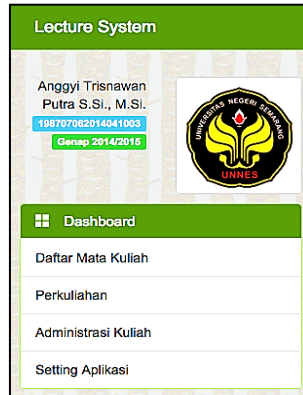 Lecture System
Anggyi Trisnawan
Putra S.Si., M.Si.
198707062014041003
Genap 2014/2015
UNIVERSITAS NEGERI SEMARANG
UNNES
Dashboard
Daftar Mata Kuliah
Perkuliahan
Administrasi Kuliah
Setting Aplikasi